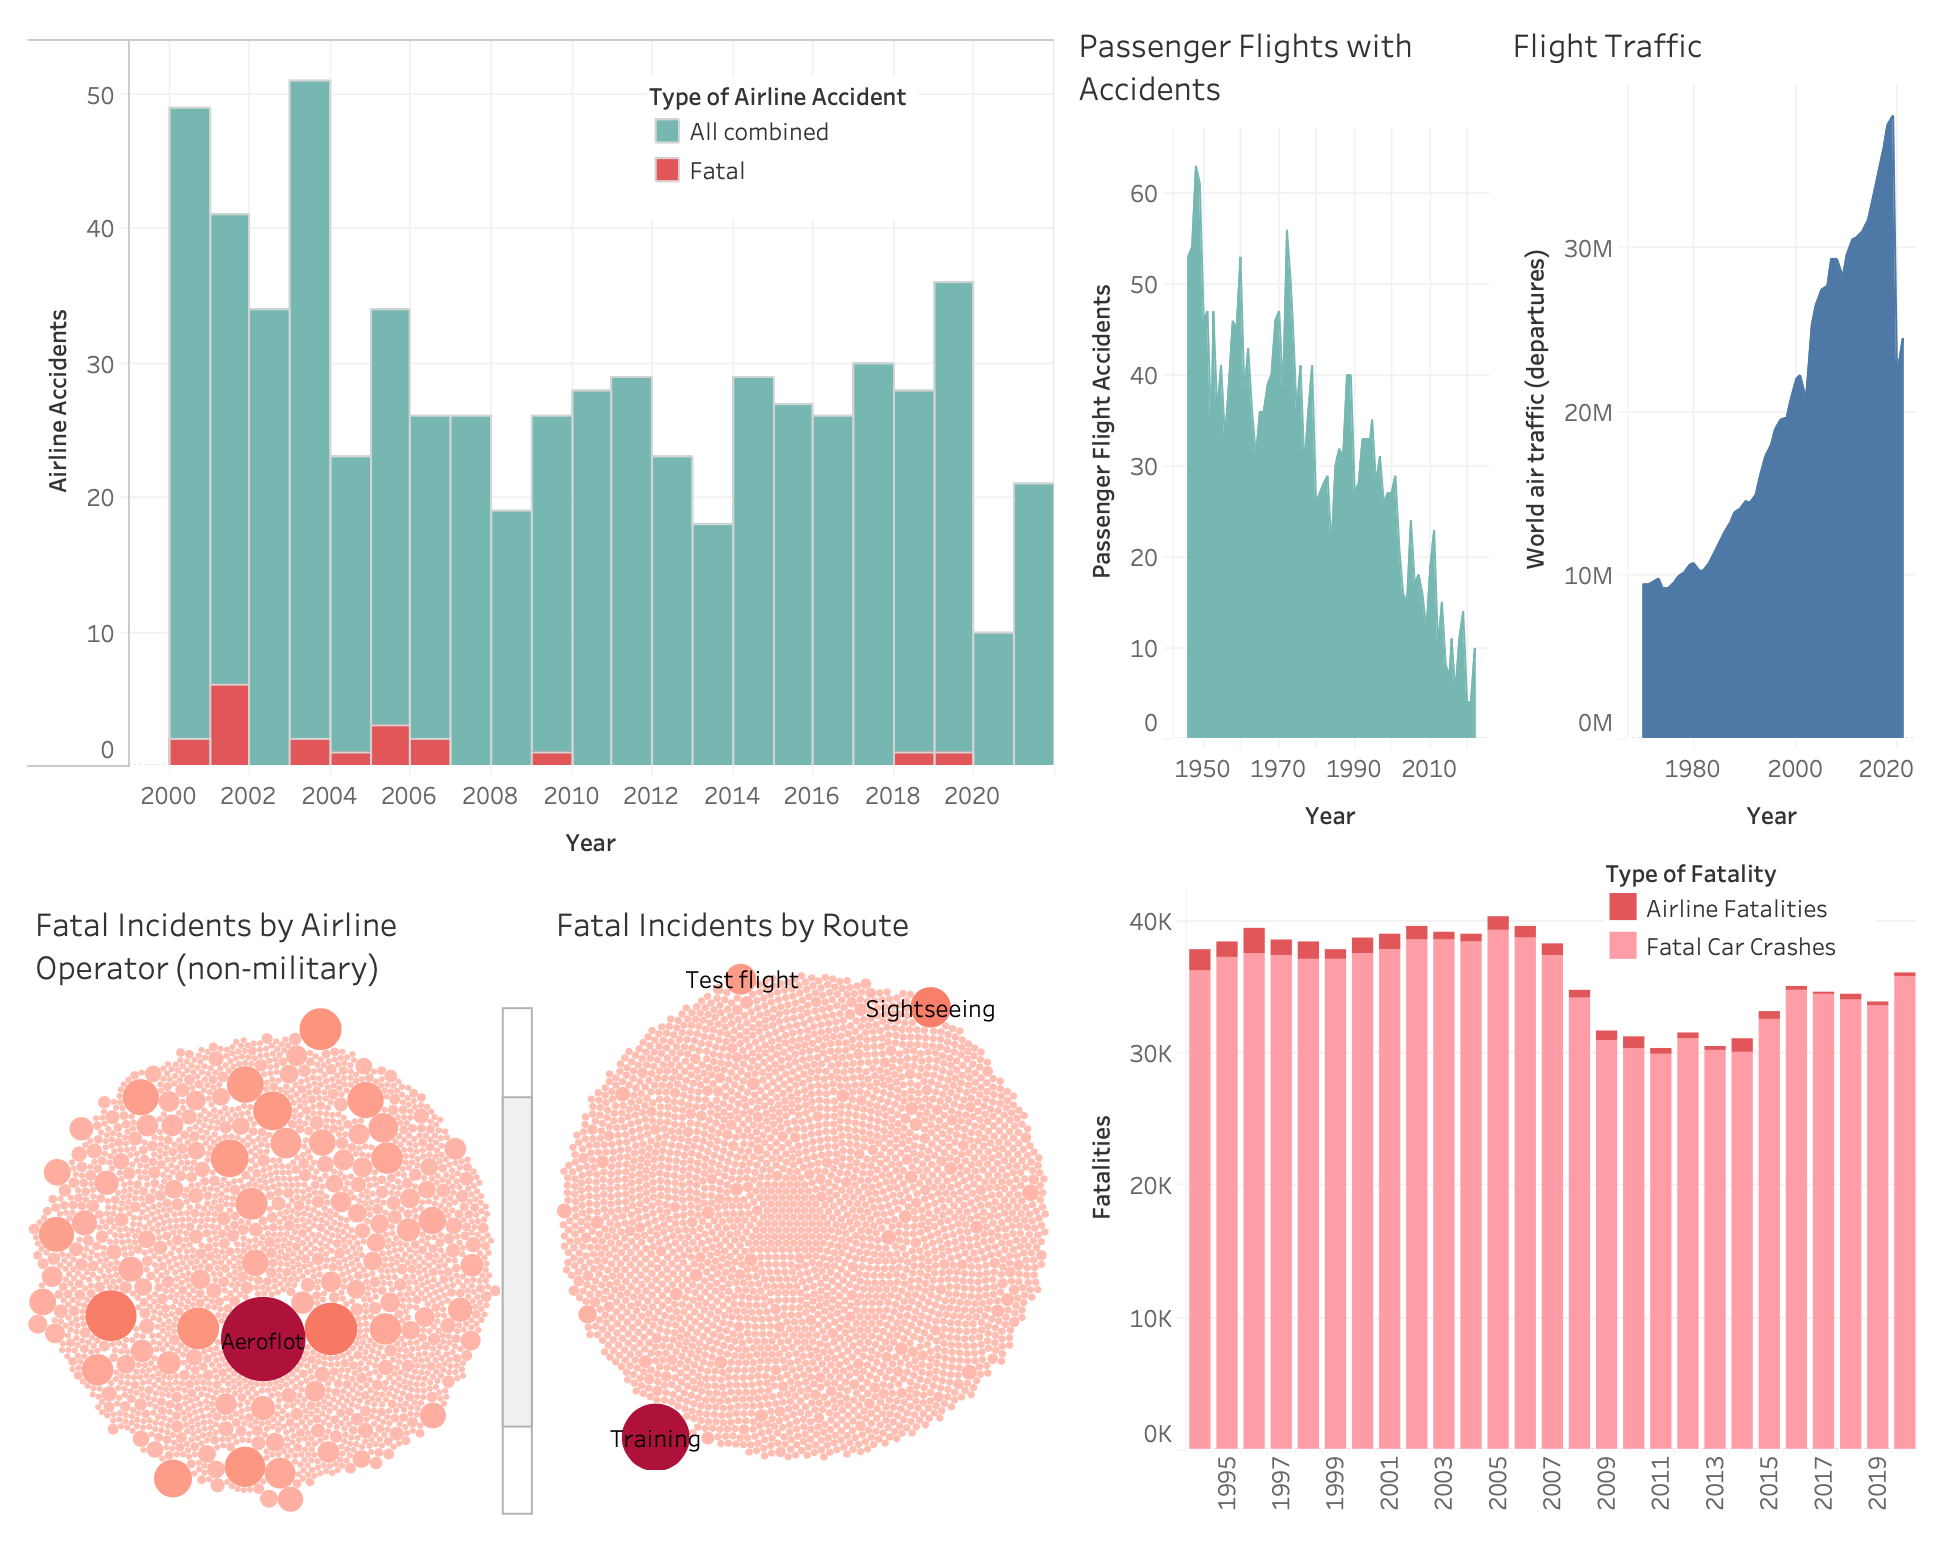 Type of Airline Accident
All combined
Fatal
Airline Accidents
50
40
30
20
10
0
2000 2002 2004 2006 2008 2010 2012 2014 2016 2018 2020
Year
Passenger Flights with
Accidents
Passenger Flight Accidents
60
50
40
30
20
10
0
1950 1970 1990 2010
Year
Flight Traffic
World air traffic (departures)
30M
20M
10M
0M
1980 2000 2020
Year
Fatal Incidents by Airline
Operator (non-military)
Aeroflot
Fatal Incidents by Route
Test flight
Sightseeing
Training
Type of Fatality
Airline Fatalities
Fatal Car Crashes
Fatalities
40K
30K
20K
10K
0K
1995 1997 1999 2001 2003 2005 2007 2009 2011 2013 2015 2017 2019